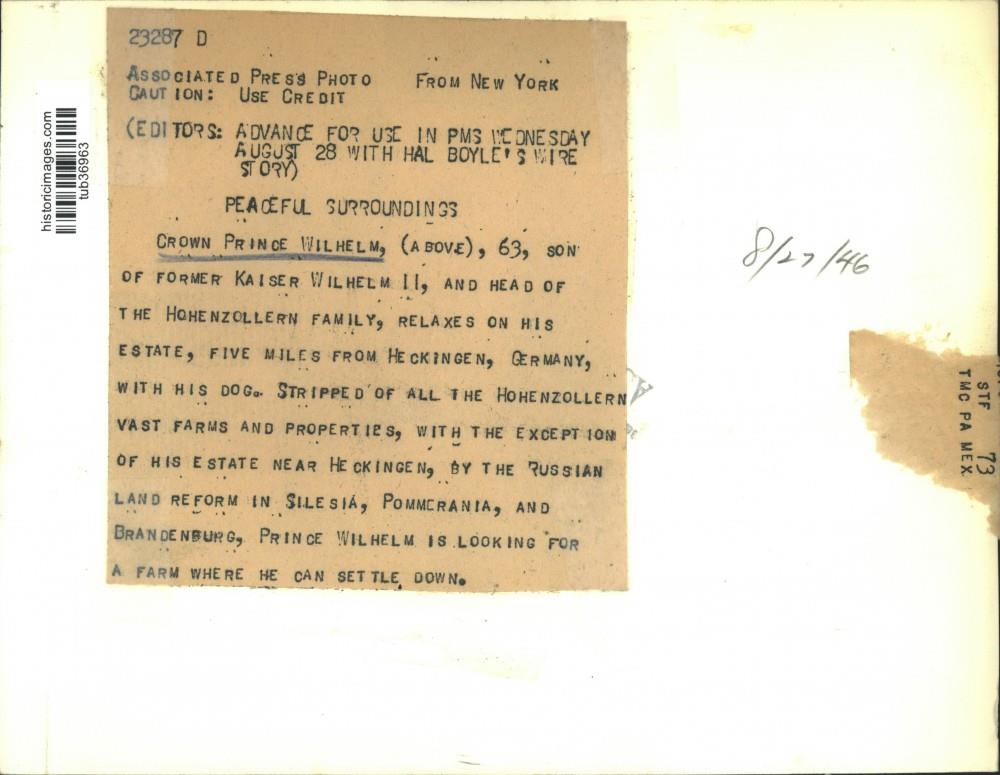 23287 D
ASSOCIATED PRESS PHOTO FROM NEW YORK
CAUTION: USE CREDIT
(EDITORS: ADVANCE FOR USE IN PMS WEDNESDAY
AUGUST 28 WITH HAL BOYLE'S WIRE
STORY)
PEACEFUL SURROUNDINGS
CROWN PRINCE WILHELM, (ABOVE), 63, SON
OF FORMER KAISER WILHELM II, AND HEAD OF
THE HOHENZOLLERN FAMILY, RELAXES ON HIS
ESTATE, FIVE MILES FROM HECKINGEN, GERMANY,
WITH HIS DOG. STRIPPED OF ALL THE HOHENZOLLERN
VAST FARMS AND PROPERTIES, WITH THE EXCEPTION
OF HIS ESTATE NEAR HECKINGEN, BY THE RUSSIAN
LAND REFORM IN SILESIA, POMMERANIA, AND
BRANDENBURG, PRINCE WILHELM IS LOOKING FOR
A FARM WHERE HE CAN SETTLE DOWN.
historicimages.com
tub36963
8/27/46
STF 73
TMC PA MEX